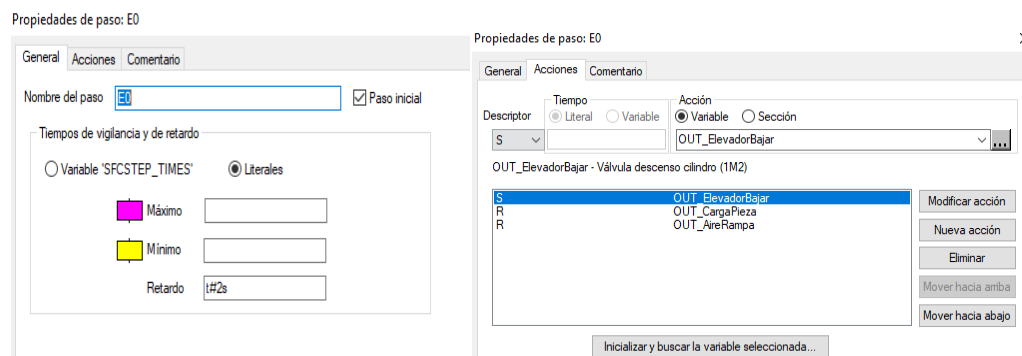 Propiedades de paso: E0
General Acciones Comentario
Nombre del paso E0 Paso inicial
Tiempos de vigilancia y de retardo
Variable 'SFCSTEP_TIMES' Literales
Máximo
Mínimo
Retardo t#2s
Propiedades de paso: E0
General Acciones Comentario
Tiempo Acción
Descriptor Literal Variable Variable Sección
S OUT_ElevadorBajar ...
OUT_ElevadorBajar - Válvula descenso cilindro (1M2)
S OUT_ElevadorBajar
R OUT_CargaPieza
R OUT_AireRampa
Modificar acción
Nueva acción
Eliminar
Mover hacia arriba
Mover hacia abajo
Inicializar y buscar la variable seleccionada...